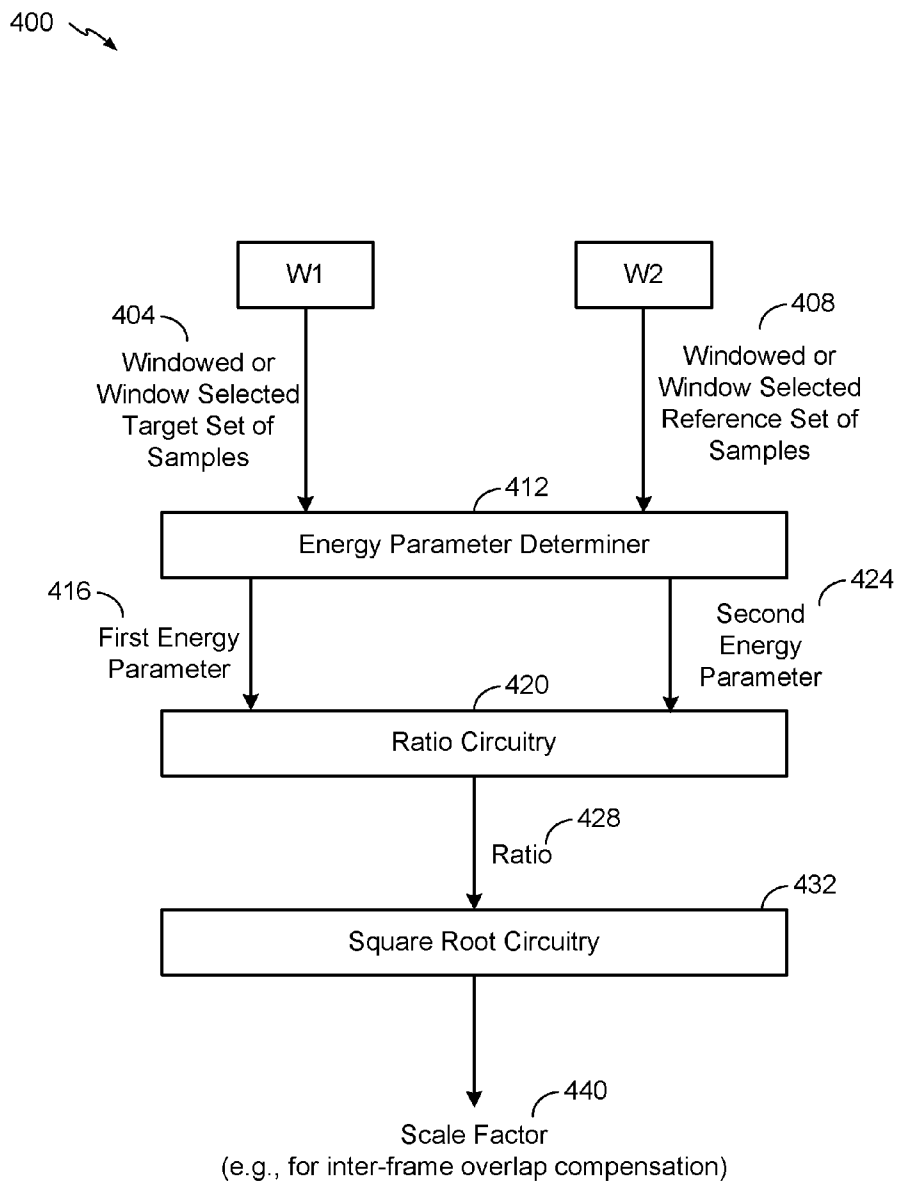 400
W1
W2
404
Windowed or
Window Selected
Target Set of
Samples
408
Windowed or
Window Selected
Reference Set of
Samples
412
Energy Parameter Determiner
416
First Energy
Parameter
424
Second
Energy
Parameter
420
Ratio Circuitry
428
Ratio
432
Square Root Circuitry
440
Scale Factor
(e.g., for inter-frame overlap compensation)